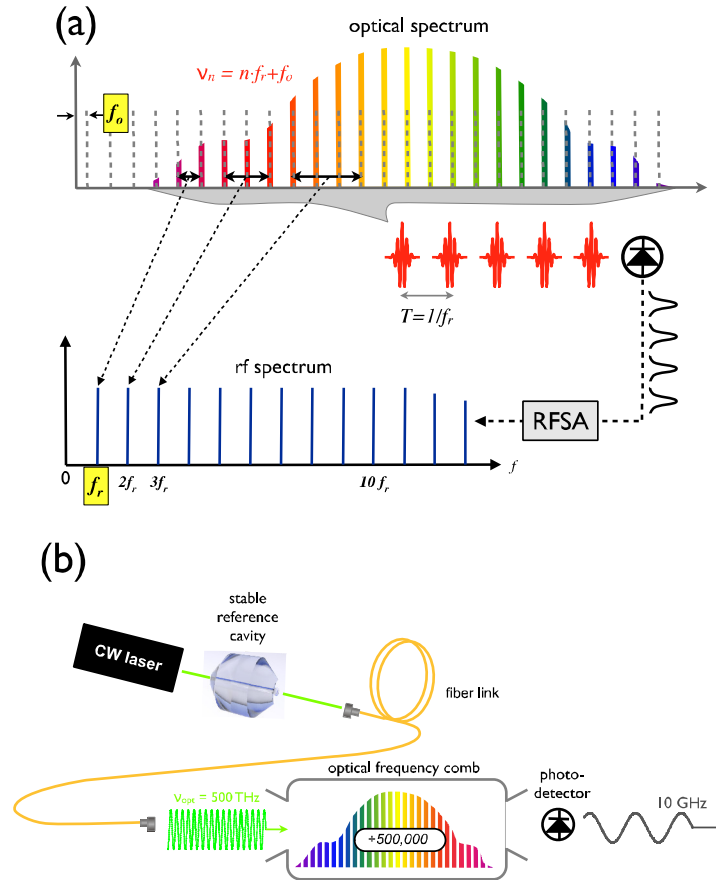 (a)
optical spectrum
νₙ = n·fᵣ+fₒ
fₒ
T=1/fᵣ
rf spectrum
RFSA
0
fᵣ
2fᵣ
3fᵣ
10 fᵣ
f
(b)
stable
reference
cavity
CW laser
fiber link
optical frequency comb
photo-
detector
νopt = 500 THz
÷500,000
10 GHz